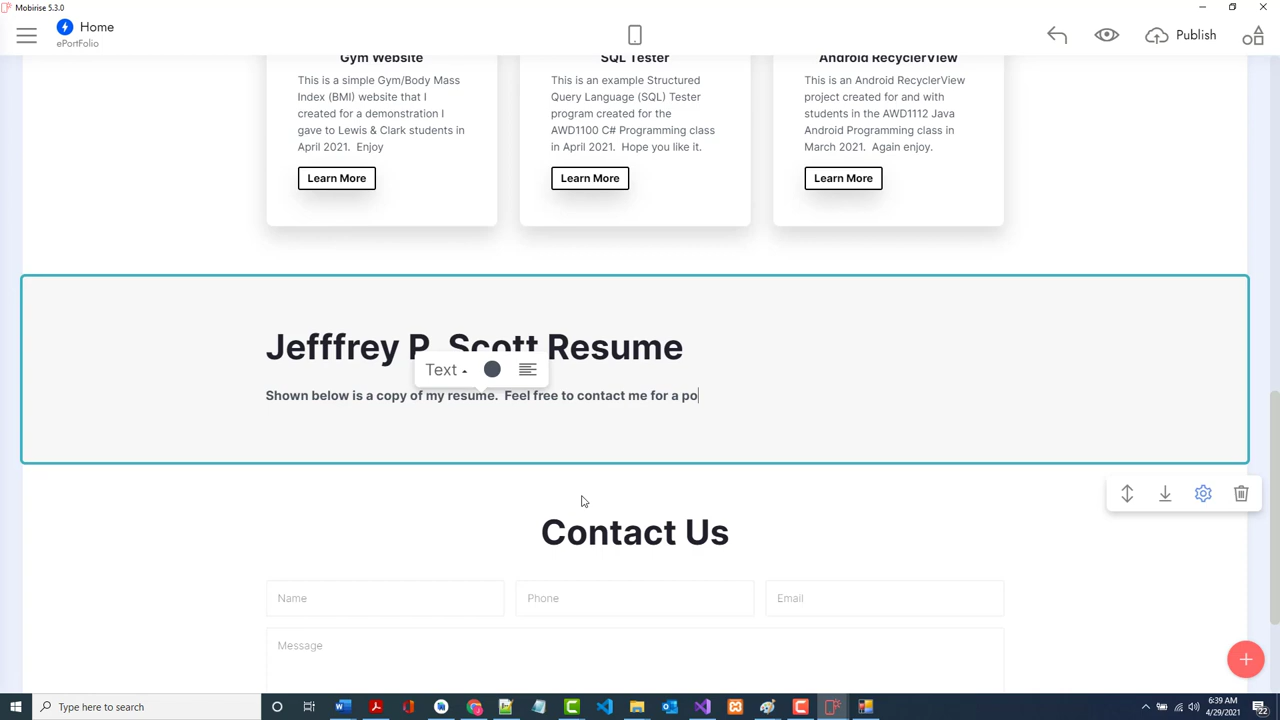 Mobirise 5.3.0
Home
ePortFolio
Publish
Gym Website
This is a simple Gym/Body Mass
Index (BMI) website that I
created for a demonstration I
gave to Lewis & Clark students in
April 2021.  Enjoy
Learn More
SQL Tester
This is an example Structured
Query Language (SQL) Tester
program created for the
AWD1100 C# Programming class
in April 2021.  Hope you like it.
Learn More
Android RecyclerView
This is an Android RecyclerView
project created for and with
students in the AWD1112 Java
Android Programming class in
March 2021.  Again enjoy.
Learn More
Jefffrey P. Scott Resume
Text
Shown below is a copy of my resume.  Feel free to contact me for a po
Contact Us
Name
Phone
Email
Message
Type here to search
6:39 AM
4/29/2021
22